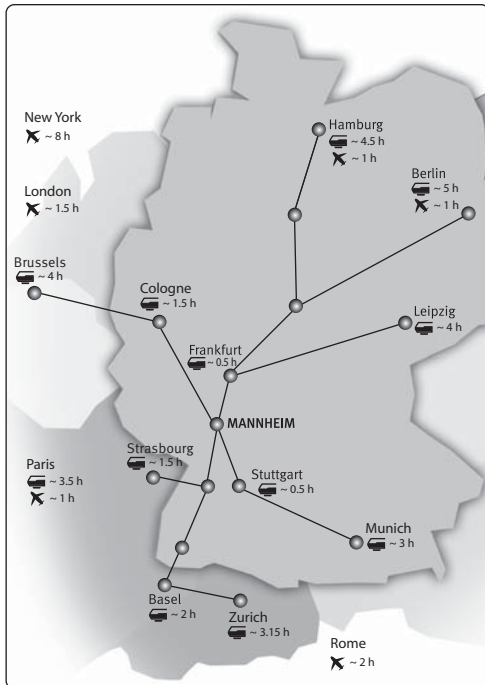 New York
~ 8 h
London
~ 1.5 h
Brussels
~ 4 h
Hamburg
~ 4.5 h
~ 1 h
Berlin
~ 5 h
~ 1 h
Cologne
~ 1.5 h
Leipzig
~ 4 h
Frankfurt
~ 0.5 h
MANNHEIM
Strasbourg
~ 1.5 h
Paris
~ 3.5 h
~ 1 h
Stuttgart
~ 0.5 h
Munich
~ 3 h
Basel
~ 2 h
Zurich
~ 3.15 h
Rome
~ 2 h